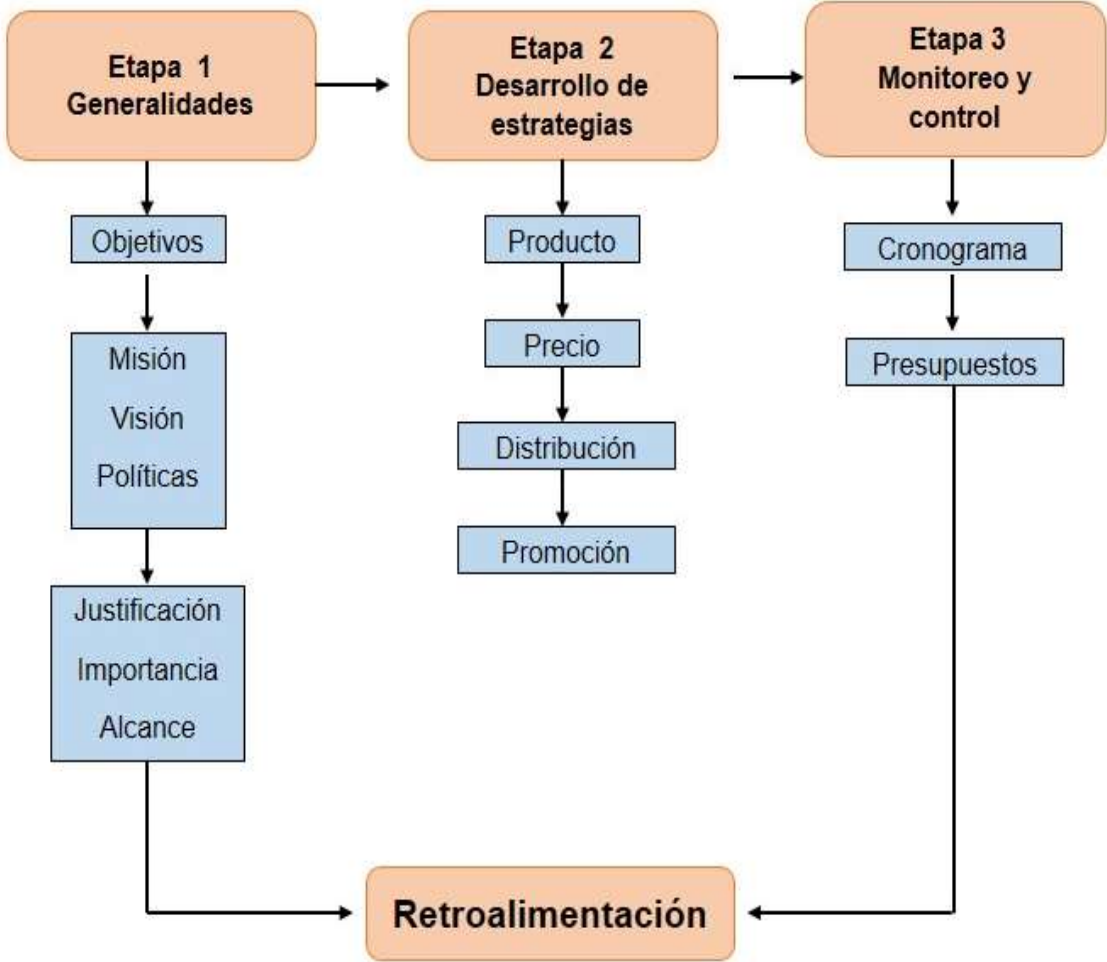 Etapa 1
Generalidades
Objetivos
Misión
Visión
Políticas
Justificación
Importancia
Alcance
Etapa 2
Desarrollo de
estrategias
Producto
Precio
Distribución
Promoción
Etapa 3
Monitoreo y
control
Cronograma
Presupuestos
Retroalimentación